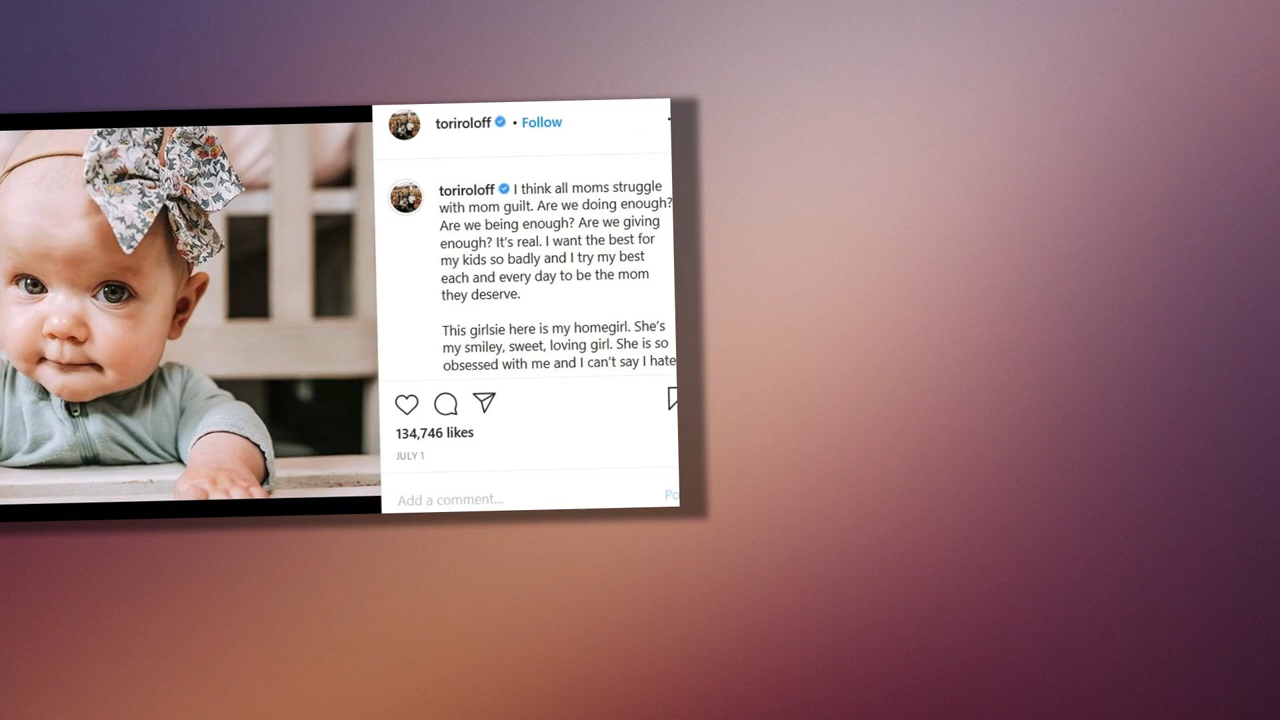 toriroloff • Follow
toriroloff I think all moms struggle
with mom guilt. Are we doing enough?
Are we being enough? Are we giving
enough? It's real. I want the best for
my kids so badly and I try my best
each and every day to be the mom
they deserve.
This girlsie here is my homegirl. She's
my smiley, sweet, loving girl. She is so
obsessed with me and I can't say I hate
134,746 likes
JULY 1
Add a comment...